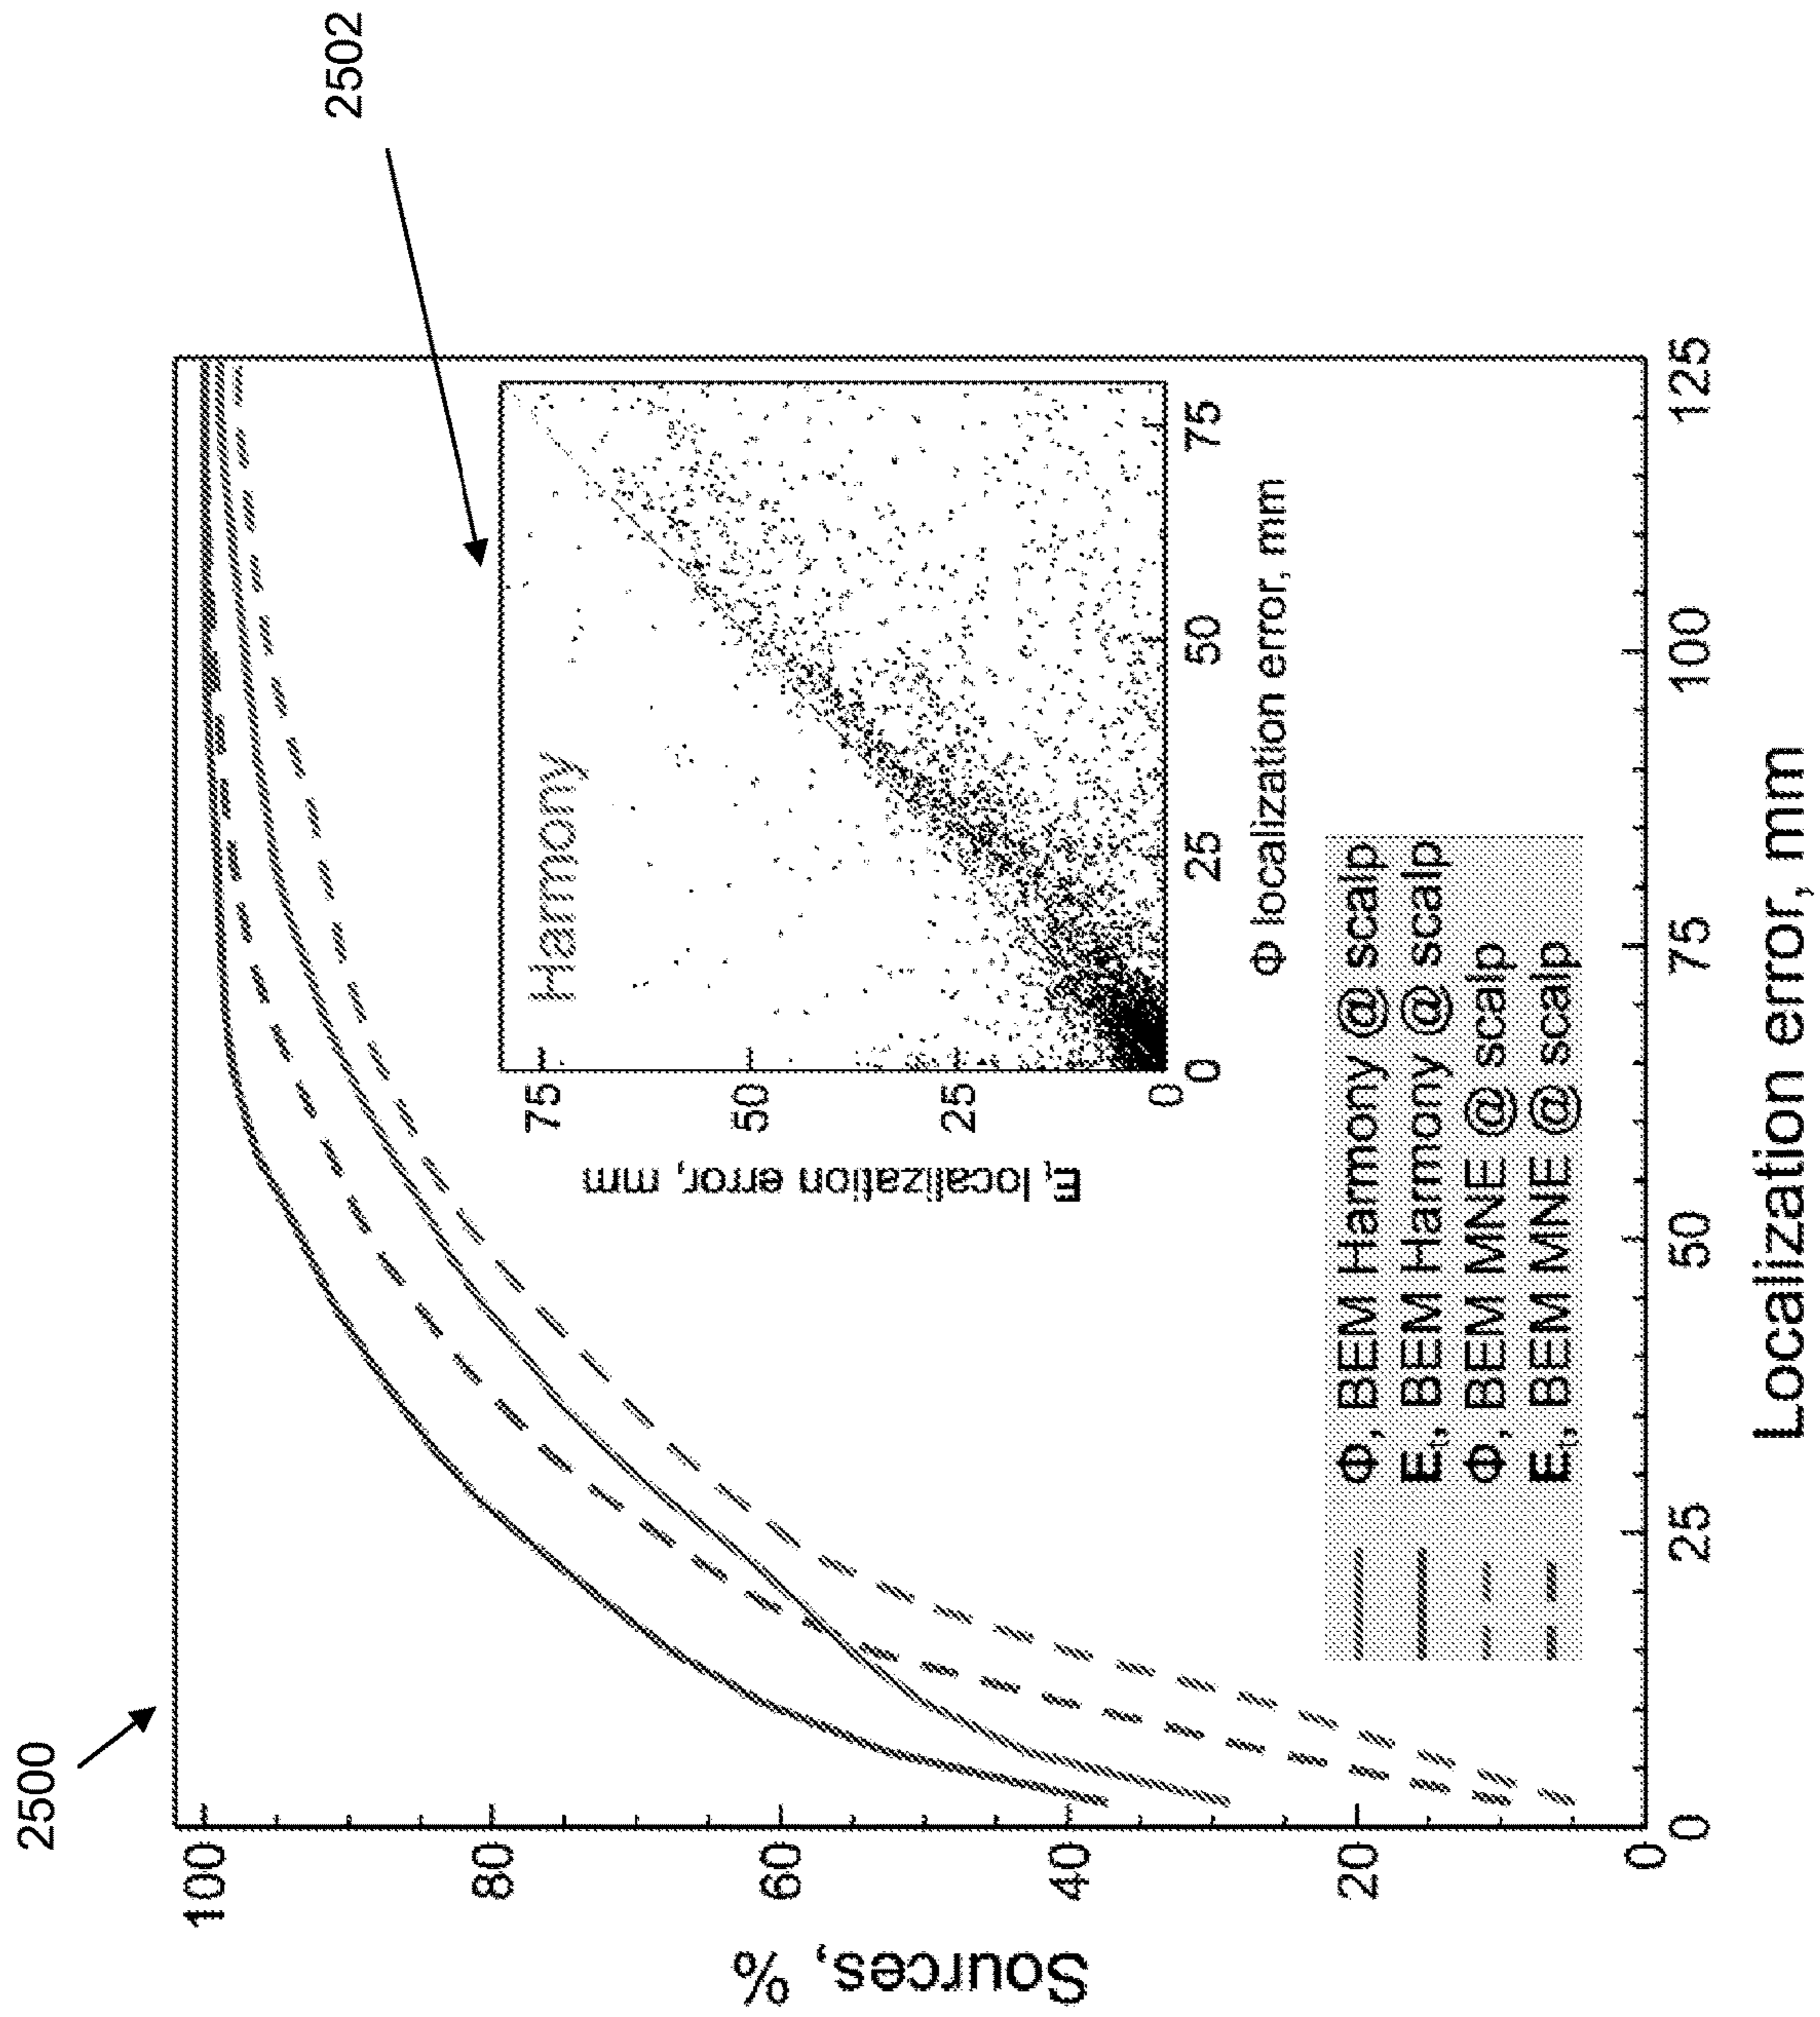 2500
2502
Sources, %
100
80
60
40
20
0
0
25
50
75
100
125
Localization error, mm
Harmony
Et localization error, mm
75
50
25
0
0
25
50
75
Φ localization error, mm
Φ, BEM Harmony @ scalp
Et, BEM Harmony @ scalp
Φ, BEM MNE @ scalp
Et, BEM MNE @ scalp